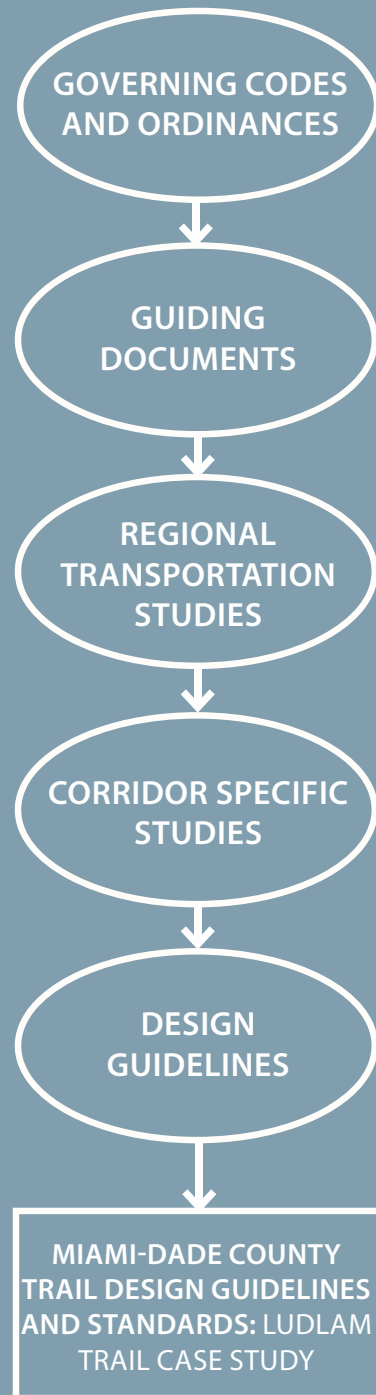 GOVERNING CODES
AND ORDINANCES
GUIDING
DOCUMENTS
REGIONAL
TRANSPORTATION
STUDIES
CORRIDOR SPECIFIC
STUDIES
DESIGN
GUIDELINES
MIAMI-DADE COUNTY
TRAIL DESIGN GUIDELINES
AND STANDARDS: LUDLAM
TRAIL CASE STUDY